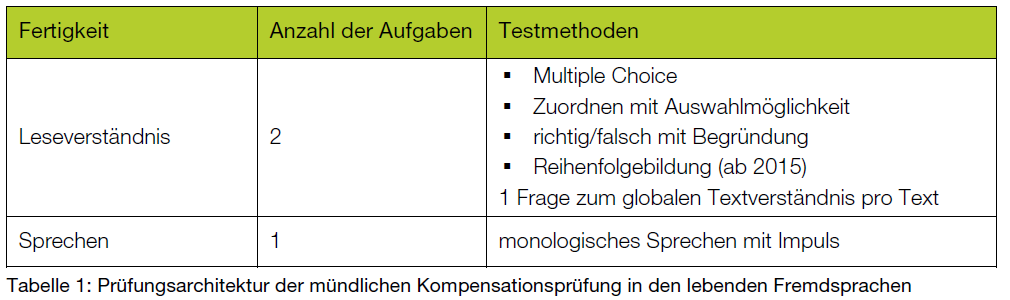 Fertigkeit Anzahl der Aufgaben Testmethoden
▪ Multiple Choice
▪ Zuordnen mit Auswahlmöglichkeit
Leseverständnis 2 ▪ richtig/falsch mit Begründung
▪ Reihenfolgebildung (ab 2015)
1 Frage zum globalen Textverständnis pro Text
Sprechen 1 monologisches Sprechen mit Impuls
Tabelle 1: Prüfungsarchitektur der mündlichen Kompensationsprüfung in den lebenden Fremdsprachen